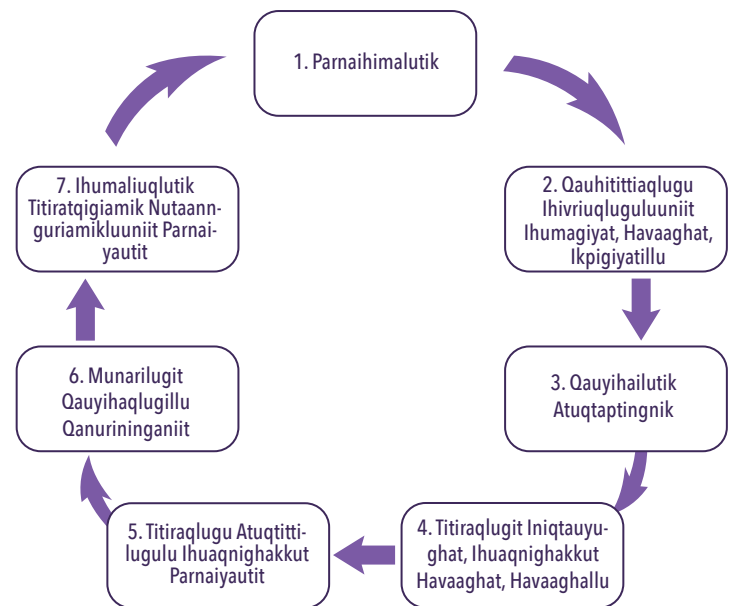 1. Parnaihimalutik
2. Qauhitittiaqlugu
Ihivriuqluguluuniit
Ihumagiyat, Havaaghat,
Ikpigiyatillu
3. Qauyihailutik
Atuqtaptingnik
4. Titiraqlugit Iniqtauyu-
ghat, Ihuaqnighakkut
Havaaghat, Havaaghallu
5. Titiraqlugu Atuqtitti-
lugulu Ihuaqnighakkut
Parnaiyautit
6. Munarilugit
Qauyihaqlugillu
Qanurininganiit
7. Ihumaliuqlutik
Titiratqigiamik Nutaann-
guriamikluuniit Parnai-
yautit